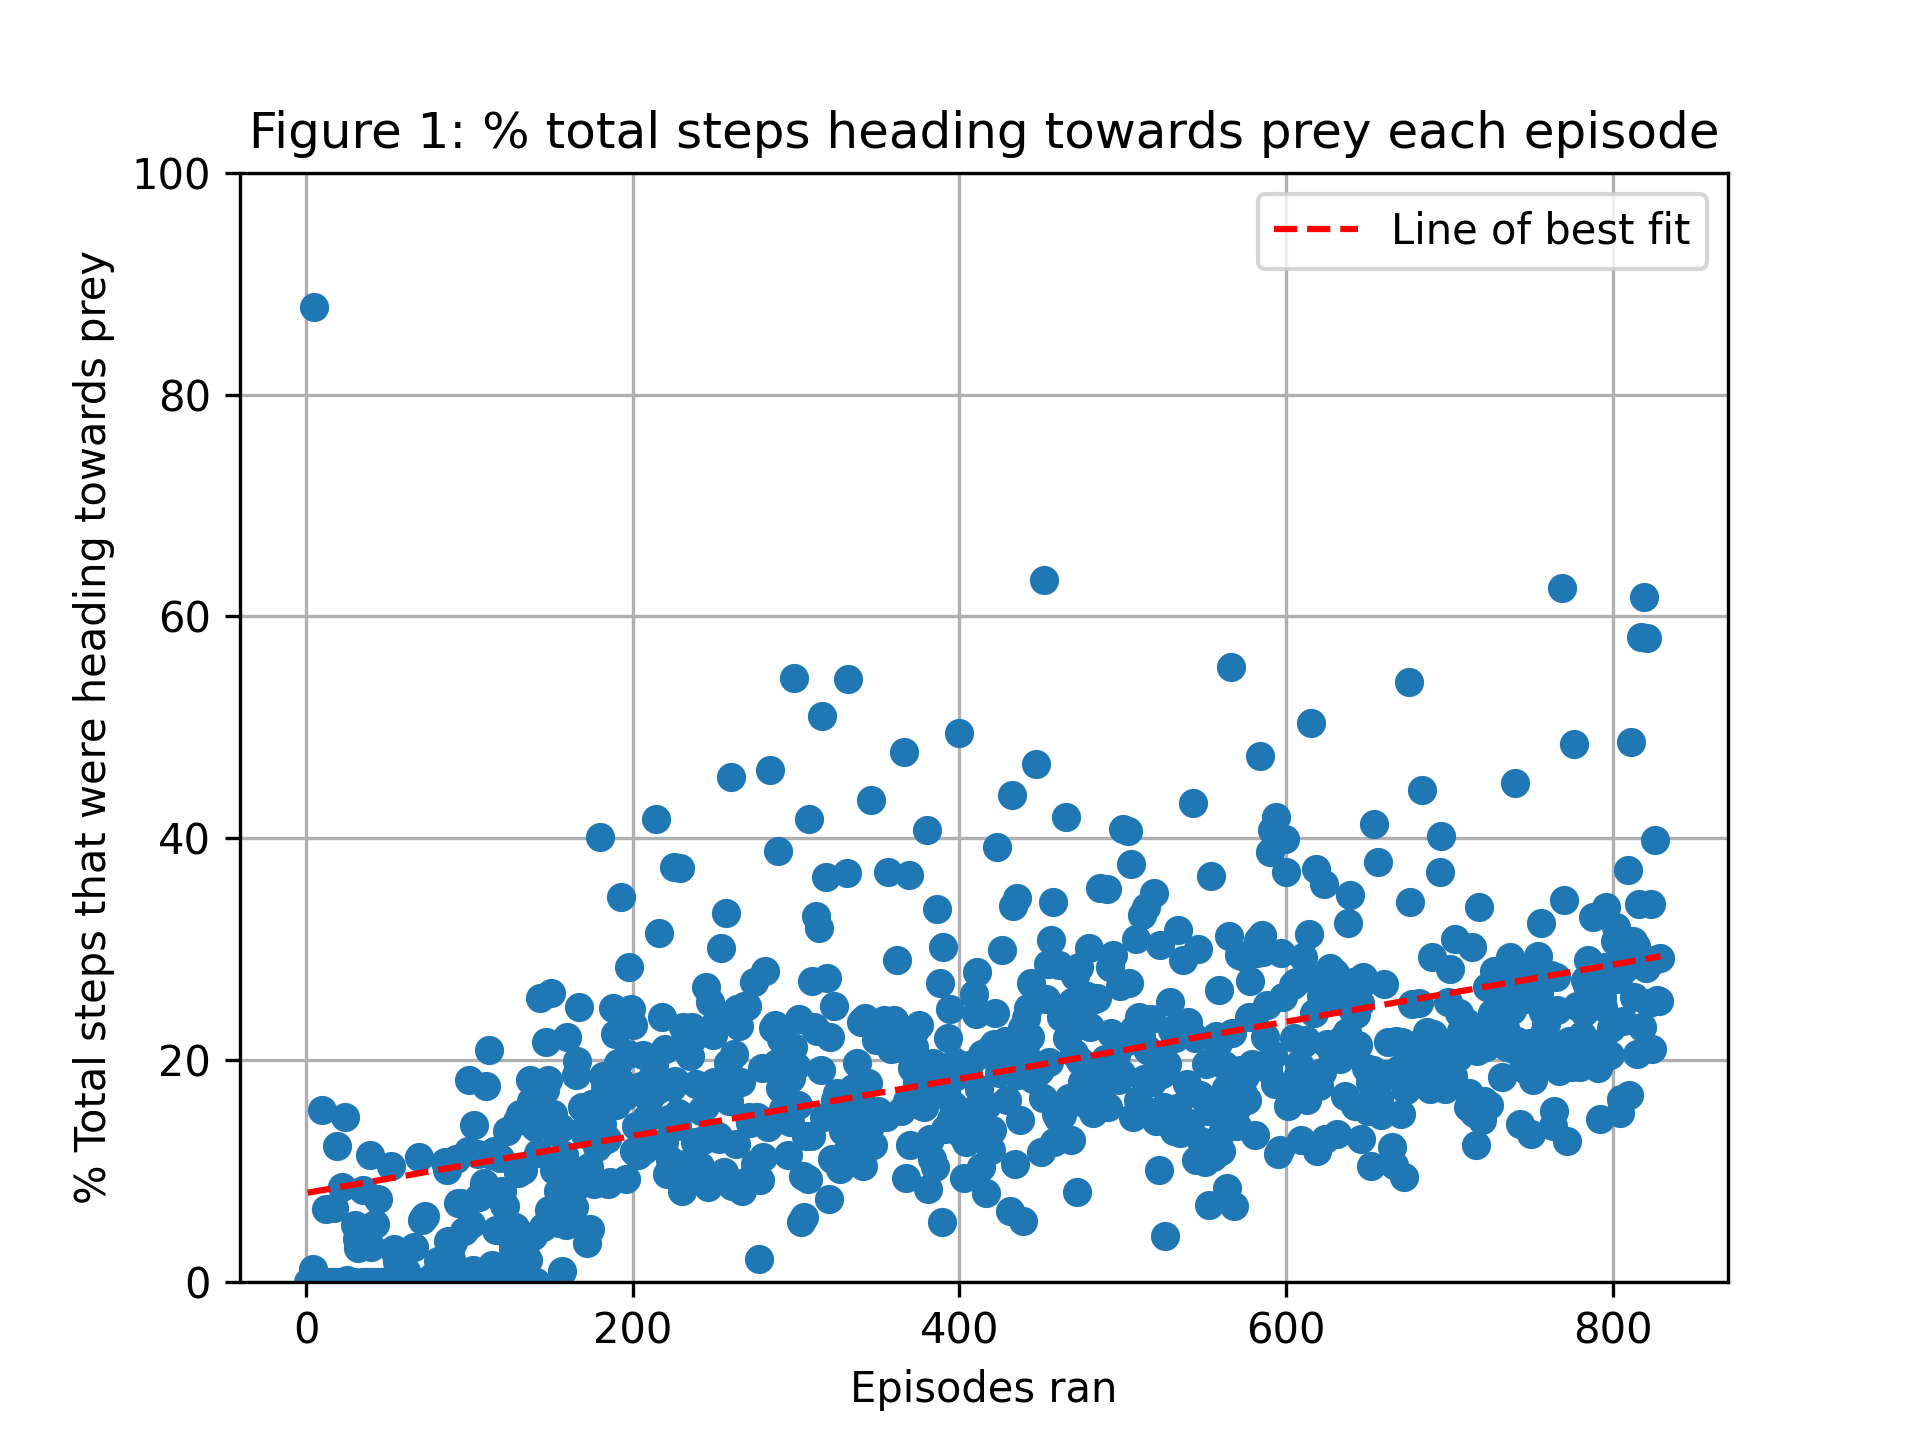 Figure 1: % total steps heading towards prey each episode
Line of best fit
% Total steps that were heading towards prey
100
80
60
40
20
0
0 200 400 600 800
Episodes ran